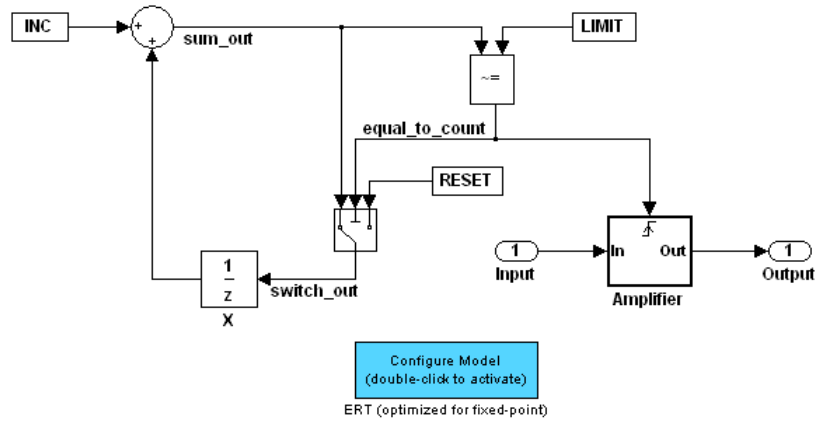 INC
+
+
sum_out
LIMIT
~=
equal_to_count
RESET
1
z
X
switch_out
1
Input
In
Out
Amplifier
1
Output
Configure Model
(double-click to activate)
ERT (optimized for fixed-point)